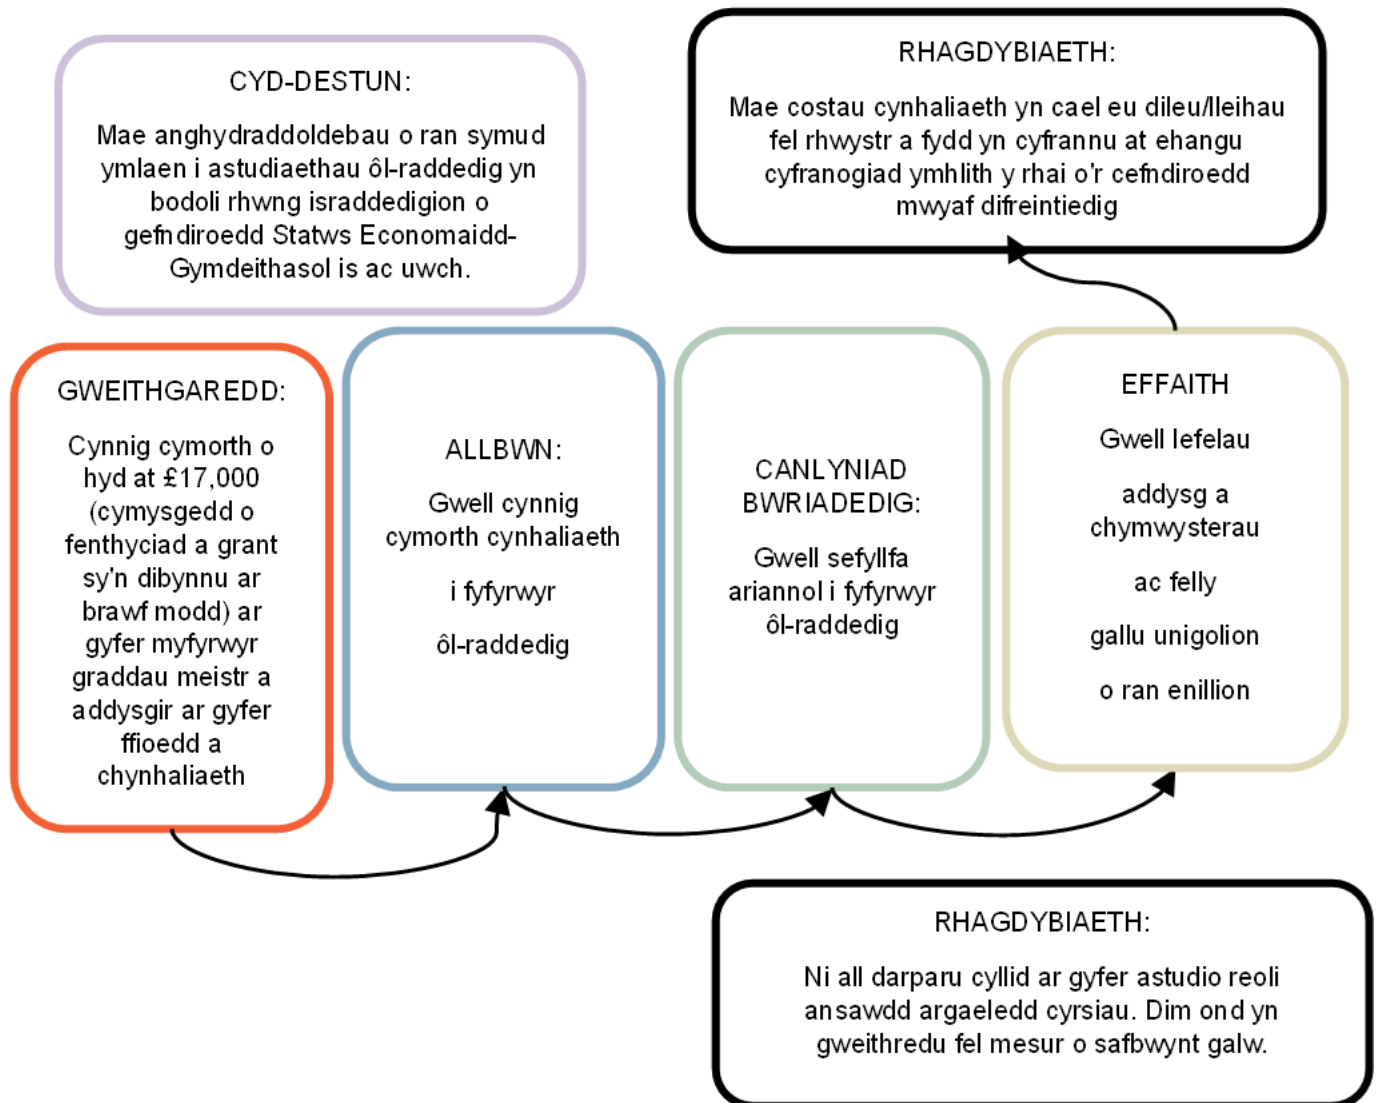 CYD-DESTUN:
Mae anghydraddoldebau o ran symud
ymlaen i astudiaethau ôl-raddedig yn
bodoli rhwng israddedigion o
gefndiroedd Statws Economaidd-
Gymdeithasol is ac uwch.
RHAGDYBIAETH:
Mae costau cynhaliaeth yn cael eu dileu/lleihau
fel rhwystr a fydd yn cyfrannu at ehangu
cyfranogiad ymhlith y rhai o'r cefndiroedd
mwyaf difreintiedig
GWEITHGAREDD:
Cynnig cymorth o
hyd at £17,000
(cymysgedd o
fenthyciad a grant
sy'n dibynnu ar
brawf modd) ar
gyfer myfyrwyr
graddau meistr a
addysgir ar gyfer
ffioedd a
chynhaliaeth
ALLBWN:
Gwell cynnig
cymorth cynhaliaeth
i fyfyrwyr
ôl-raddedig
CANLYNIAD
BWRIADEDIG:
Gwell sefyllfa
ariannol i fyfyrwyr
ôl-raddedig
EFFAITH
Gwell lefelau
addysg a
chymwysterau
ac felly
gallu unigolion
o ran enillion
RHAGDYBIAETH:
Ni all darparu cyllid ar gyfer astudio reoli
ansawdd argaeledd cyrsiau. Dim ond yn
gweithredu fel mesur o safbwynt galw.